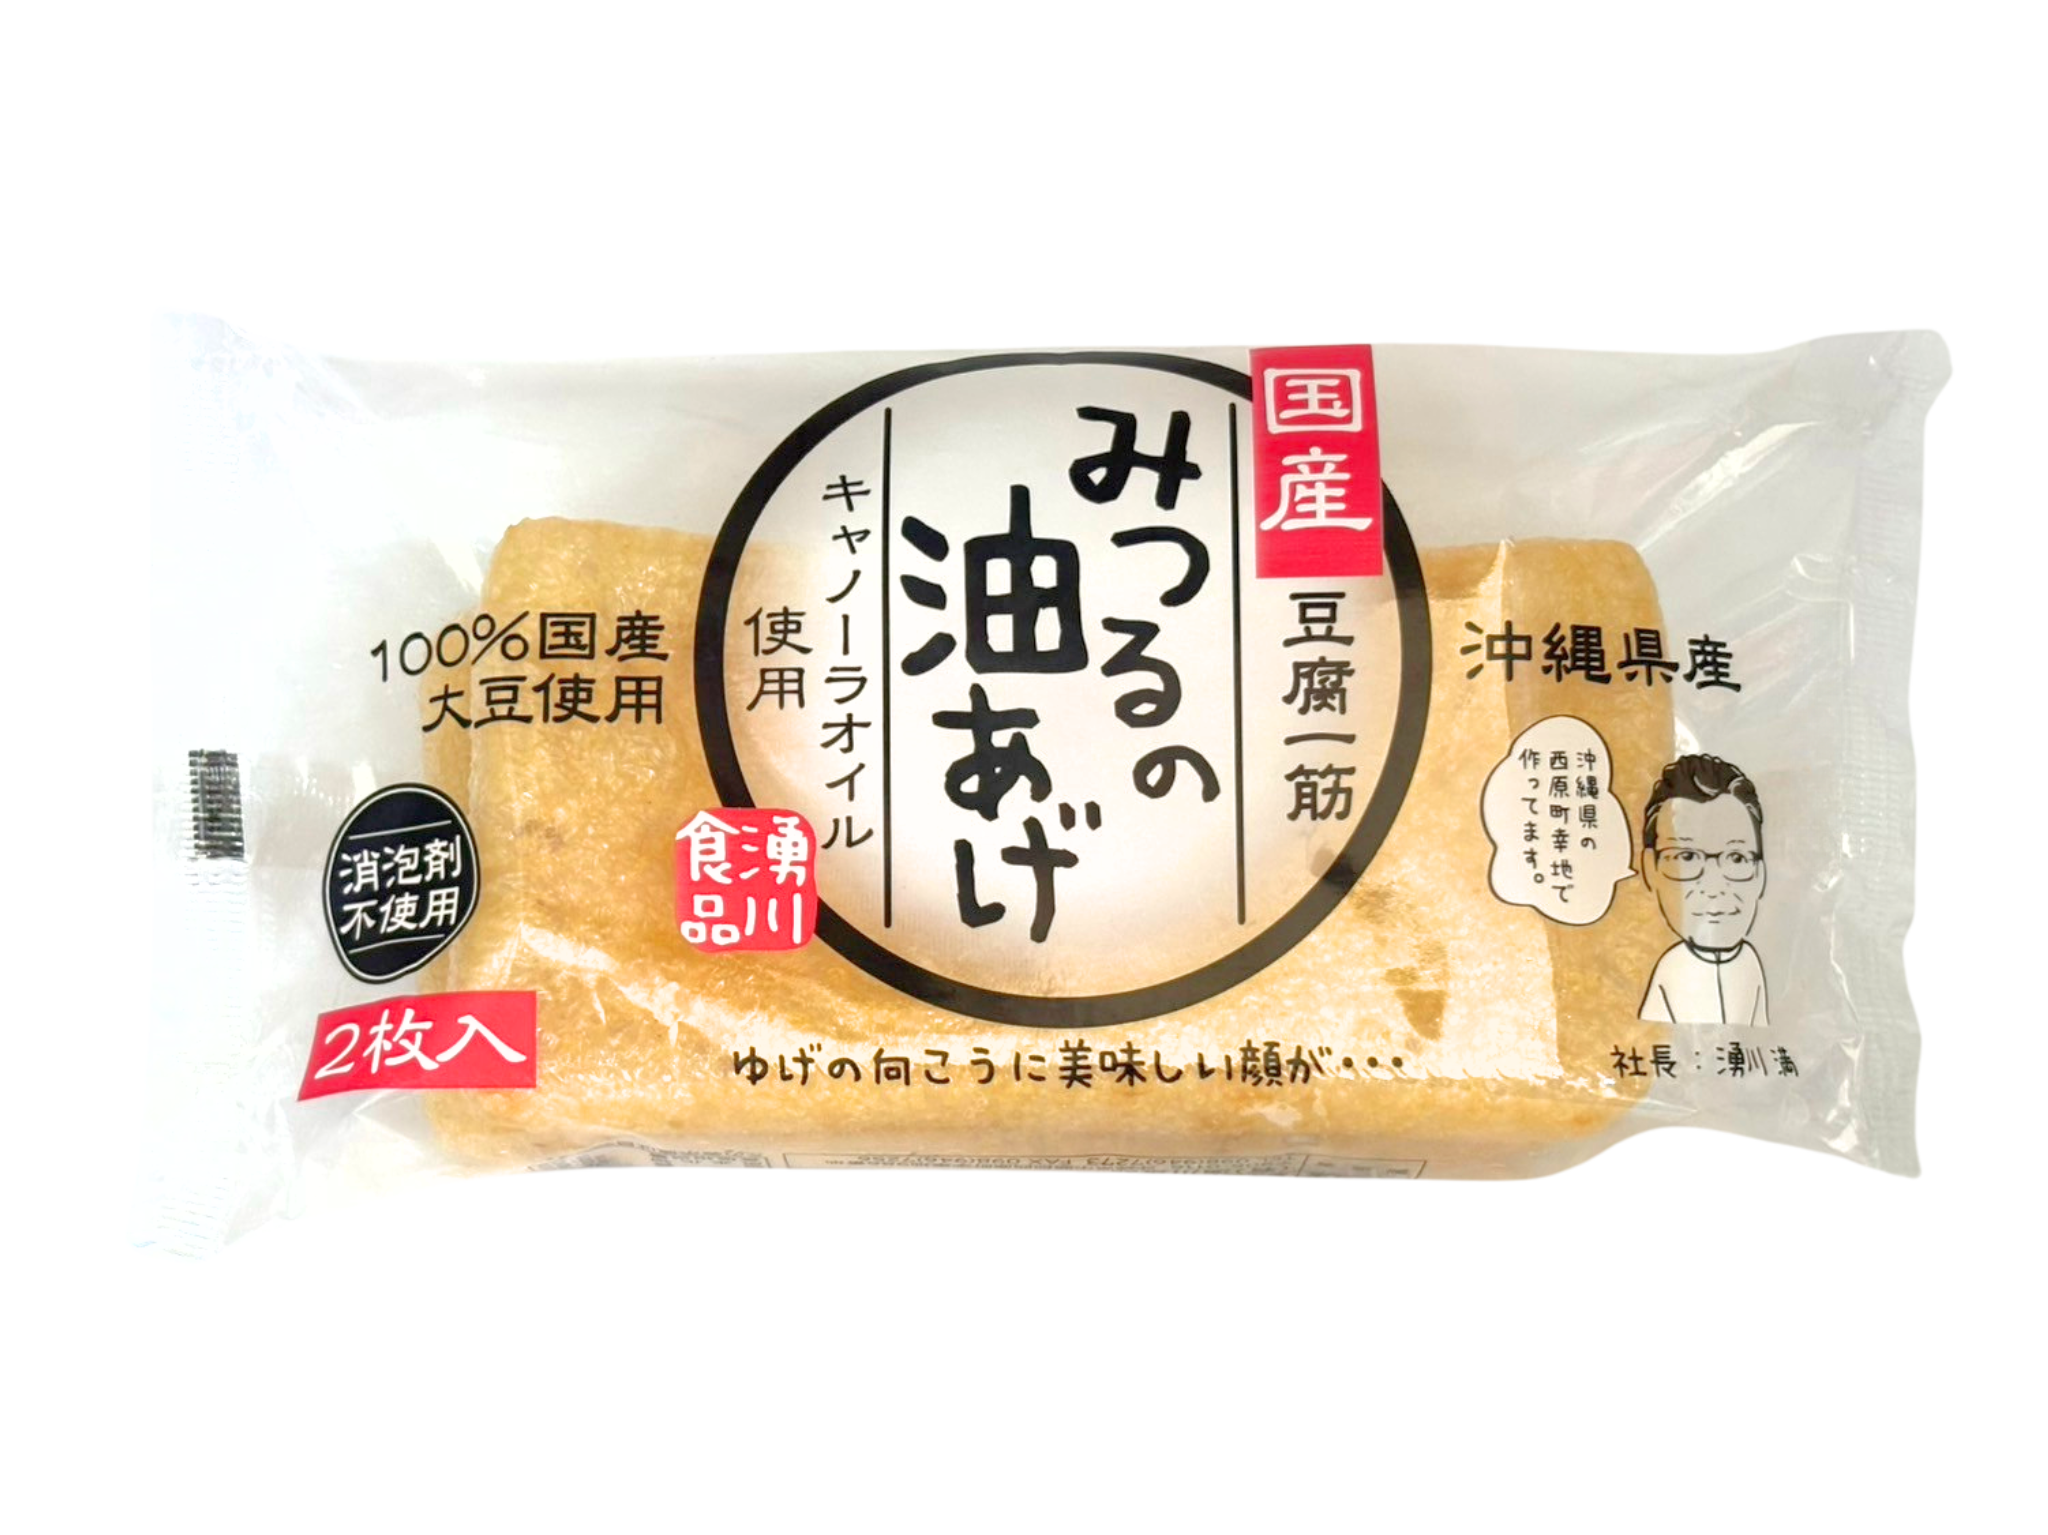 国産
豆腐一筋
みつるの
油あげ
キャノーラオイル
使用
湧川
食品
100%国産
大豆使用
消泡剤
不使用
2枚入
沖縄県産
沖縄県の
西原町幸地で
作ってます。
社長：湧川満
ゆげの向こうに美味しい顔が・・・